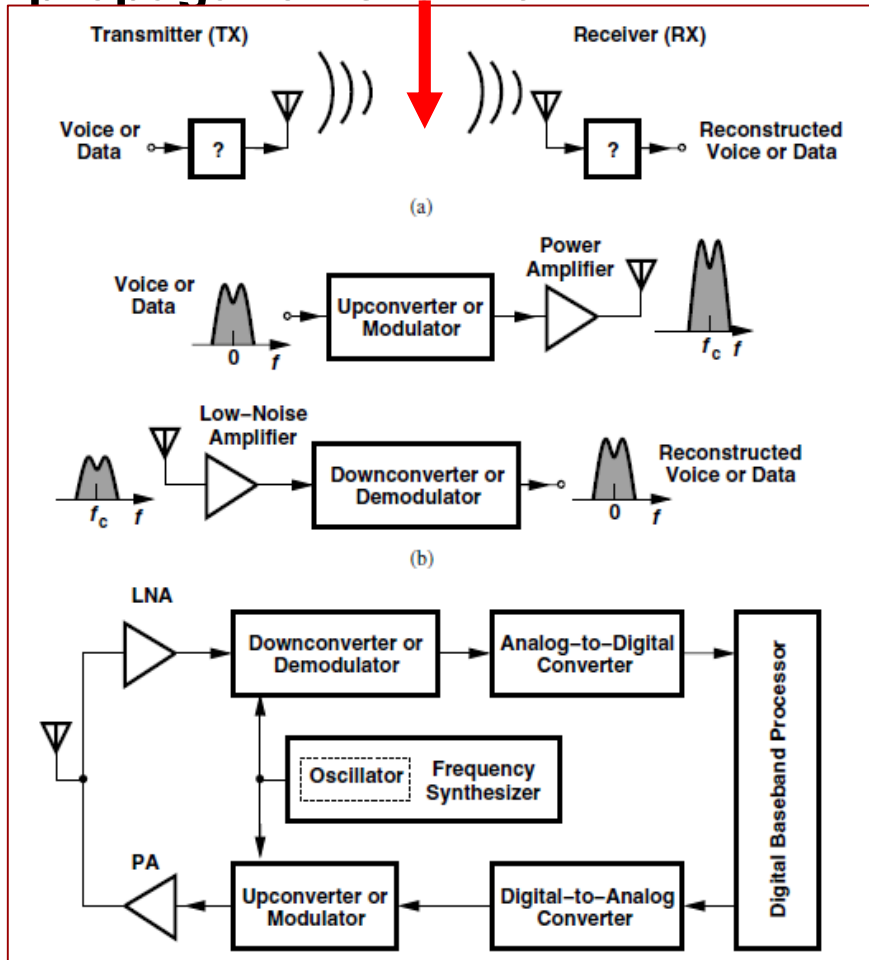 Transmitter (TX)
Receiver (RX)
Voice or
Data
?
?
Reconstructed
Voice or Data
(a)
Power
Amplifier
Voice or
Data
Upconverter or
Modulator
0
f
fc
f
Low-Noise
Amplifier
Downconverter or
Demodulator
Reconstructed
Voice or Data
fc
f
0
f
(b)
LNA
Downconverter or
Demodulator
Analog-to-Digital
Converter
Oscillator
Frequency
Synthesizer
Digital Baseband Processor
PA
Upconverter or
Modulator
Digital-to-Analog
Converter